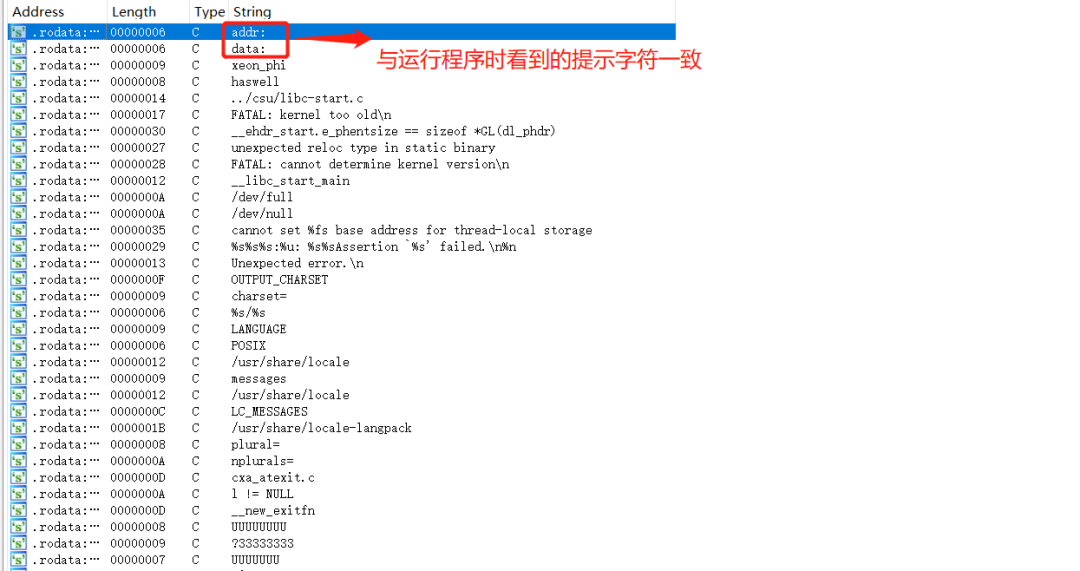 Address Length Type String
.rodata:… 00000006 C addr:
.rodata:… 00000006 C data:
与运行程序时看到的提示字符一致
.rodata:… 00000009 C xeon_phi
.rodata:… 00000008 C haswell
.rodata:… 00000014 C ../csu/libc-start.c
.rodata:… 00000017 C FATAL: kernel too old\n
.rodata:… 00000030 C __ehdr_start.e_phentsize == sizeof *GL(dl_phdr)
.rodata:… 00000027 C unexpected reloc type in static binary
.rodata:… 00000028 C FATAL: cannot determine kernel version\n
.rodata:… 00000012 C __libc_start_main
.rodata:… 0000000A C /dev/full
.rodata:… 0000000A C /dev/null
.rodata:… 00000035 C cannot set %fs base address for thread-local storage
.rodata:… 00000029 C %s%s%s:%u: %s%sAssertion `%s' failed.\n%n
.rodata:… 00000013 C Unexpected error.\n
.rodata:… 0000000F C OUTPUT_CHARSET
.rodata:… 00000009 C charset=
.rodata:… 00000006 C %s/%s
.rodata:… 00000009 C LANGUAGE
.rodata:… 00000006 C POSIX
.rodata:… 00000012 C /usr/share/locale
.rodata:… 00000009 C messages
.rodata:… 00000012 C /usr/share/locale
.rodata:… 0000000C C LC_MESSAGES
.rodata:… 0000001B C /usr/share/locale-langpack
.rodata:… 00000008 C plural=
.rodata:… 0000000A C nplurals=
.rodata:… 0000000D C cxa_atexit.c
.rodata:… 0000000A C l != NULL
.rodata:… 0000000D C __new_exitfn
.rodata:… 00000008 C UUUUUUUU
.rodata:… 00000009 C ?33333333
.rodata:… 00000007 C UUUUUUU